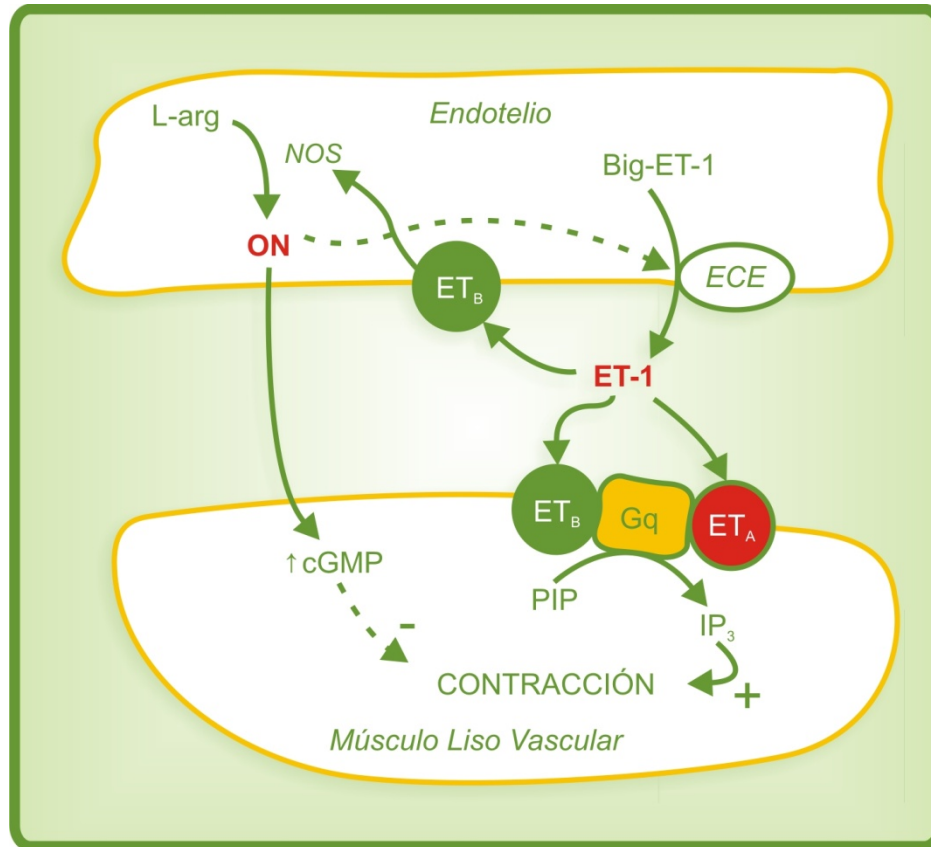 L-arg
Endotelio
NOS
Big-ET-1
ON
ECE
ET_B
ET-1
ET_B
Gq
ET_A
↑cGMP
PIP
IP₃
-
CONTRACCIÓN
+
Músculo Liso Vascular